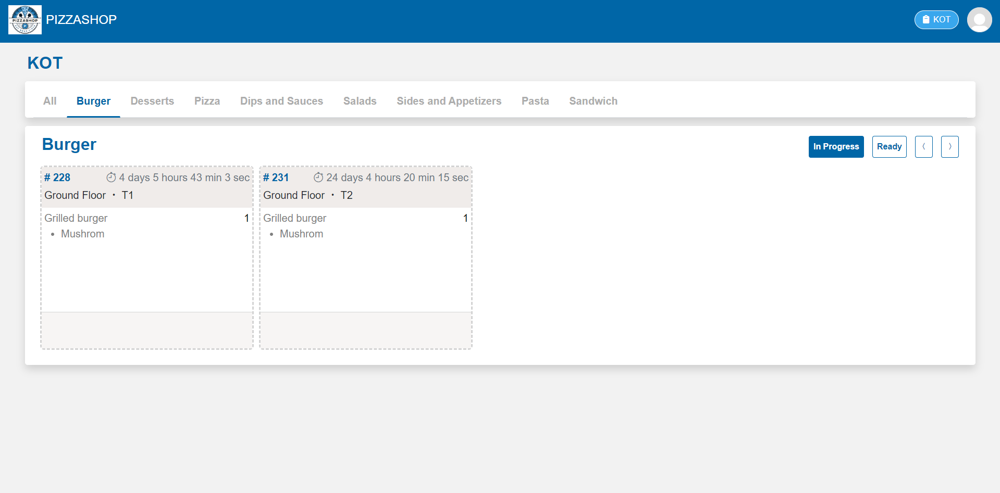 PIZZASHOP
PIZZASHOP
KOT
KOT
All Burger Desserts Pizza Dips and Sauces Salads Sides and Appetizers Pasta Sandwich
Burger
In Progress Ready 〈 〉
# 228 4 days 5 hours 43 min 3 sec
Ground Floor • T1
Grilled burger 1
• Mushrom
# 231 24 days 4 hours 20 min 15 sec
Ground Floor • T2
Grilled burger 1
• Mushrom